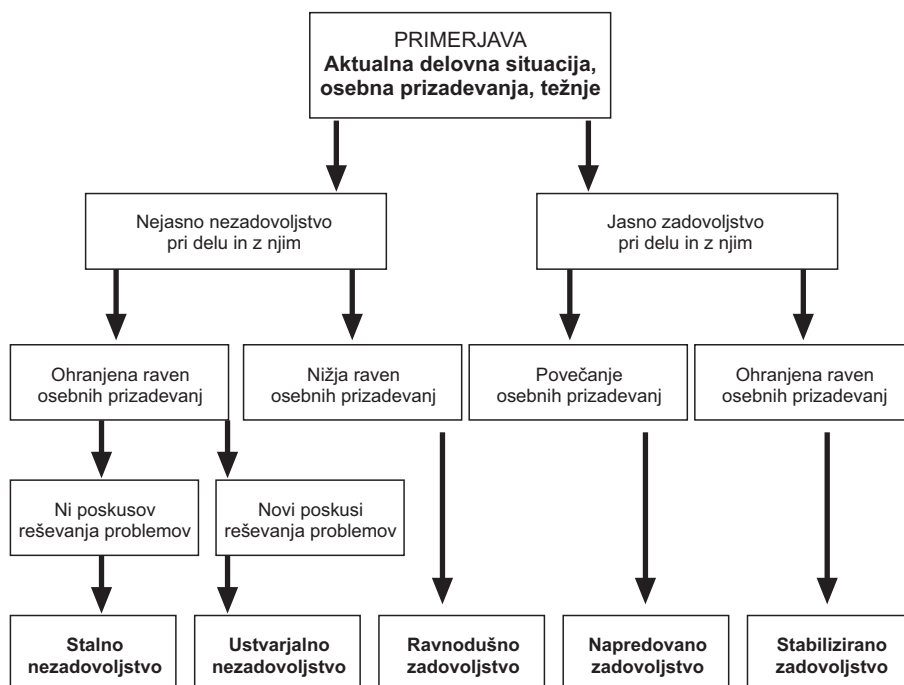 PRIMERJAVA
Aktualna delovna situacija,
osebna prizadevanja, težnje
Nejasno nezadovoljstvo
pri delu in z njim
Jasno zadovoljstvo
pri delu in z njim
Ohranjena raven
osebnih prizadevanj
Nižja raven
osebnih prizadevanj
Povečanje
osebnih prizadevanj
Ohranjena raven
osebnih prizadevanj
Ni poskusov
reševanja problemov
Novi poskusi
reševanja problemov
Stalno
nezadovoljstvo
Ustvarjalno
nezadovoljstvo
Ravnodušno
zadovoljstvo
Napredovano
zadovoljstvo
Stabilizirano
zadovoljstvo